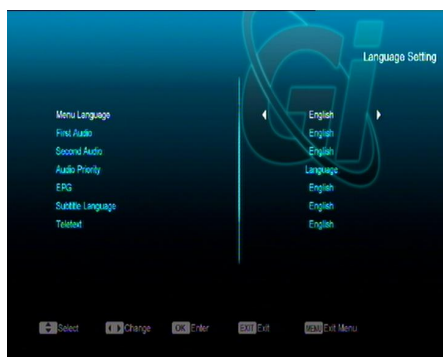 Gi
Language Setting
Menu Language English
First Audio English
Second Audio English
Audio Priority Language
EPG English
Subtitle Language English
Teletext English
Select Change OK Enter EXIT Exit MENU Exit Menu